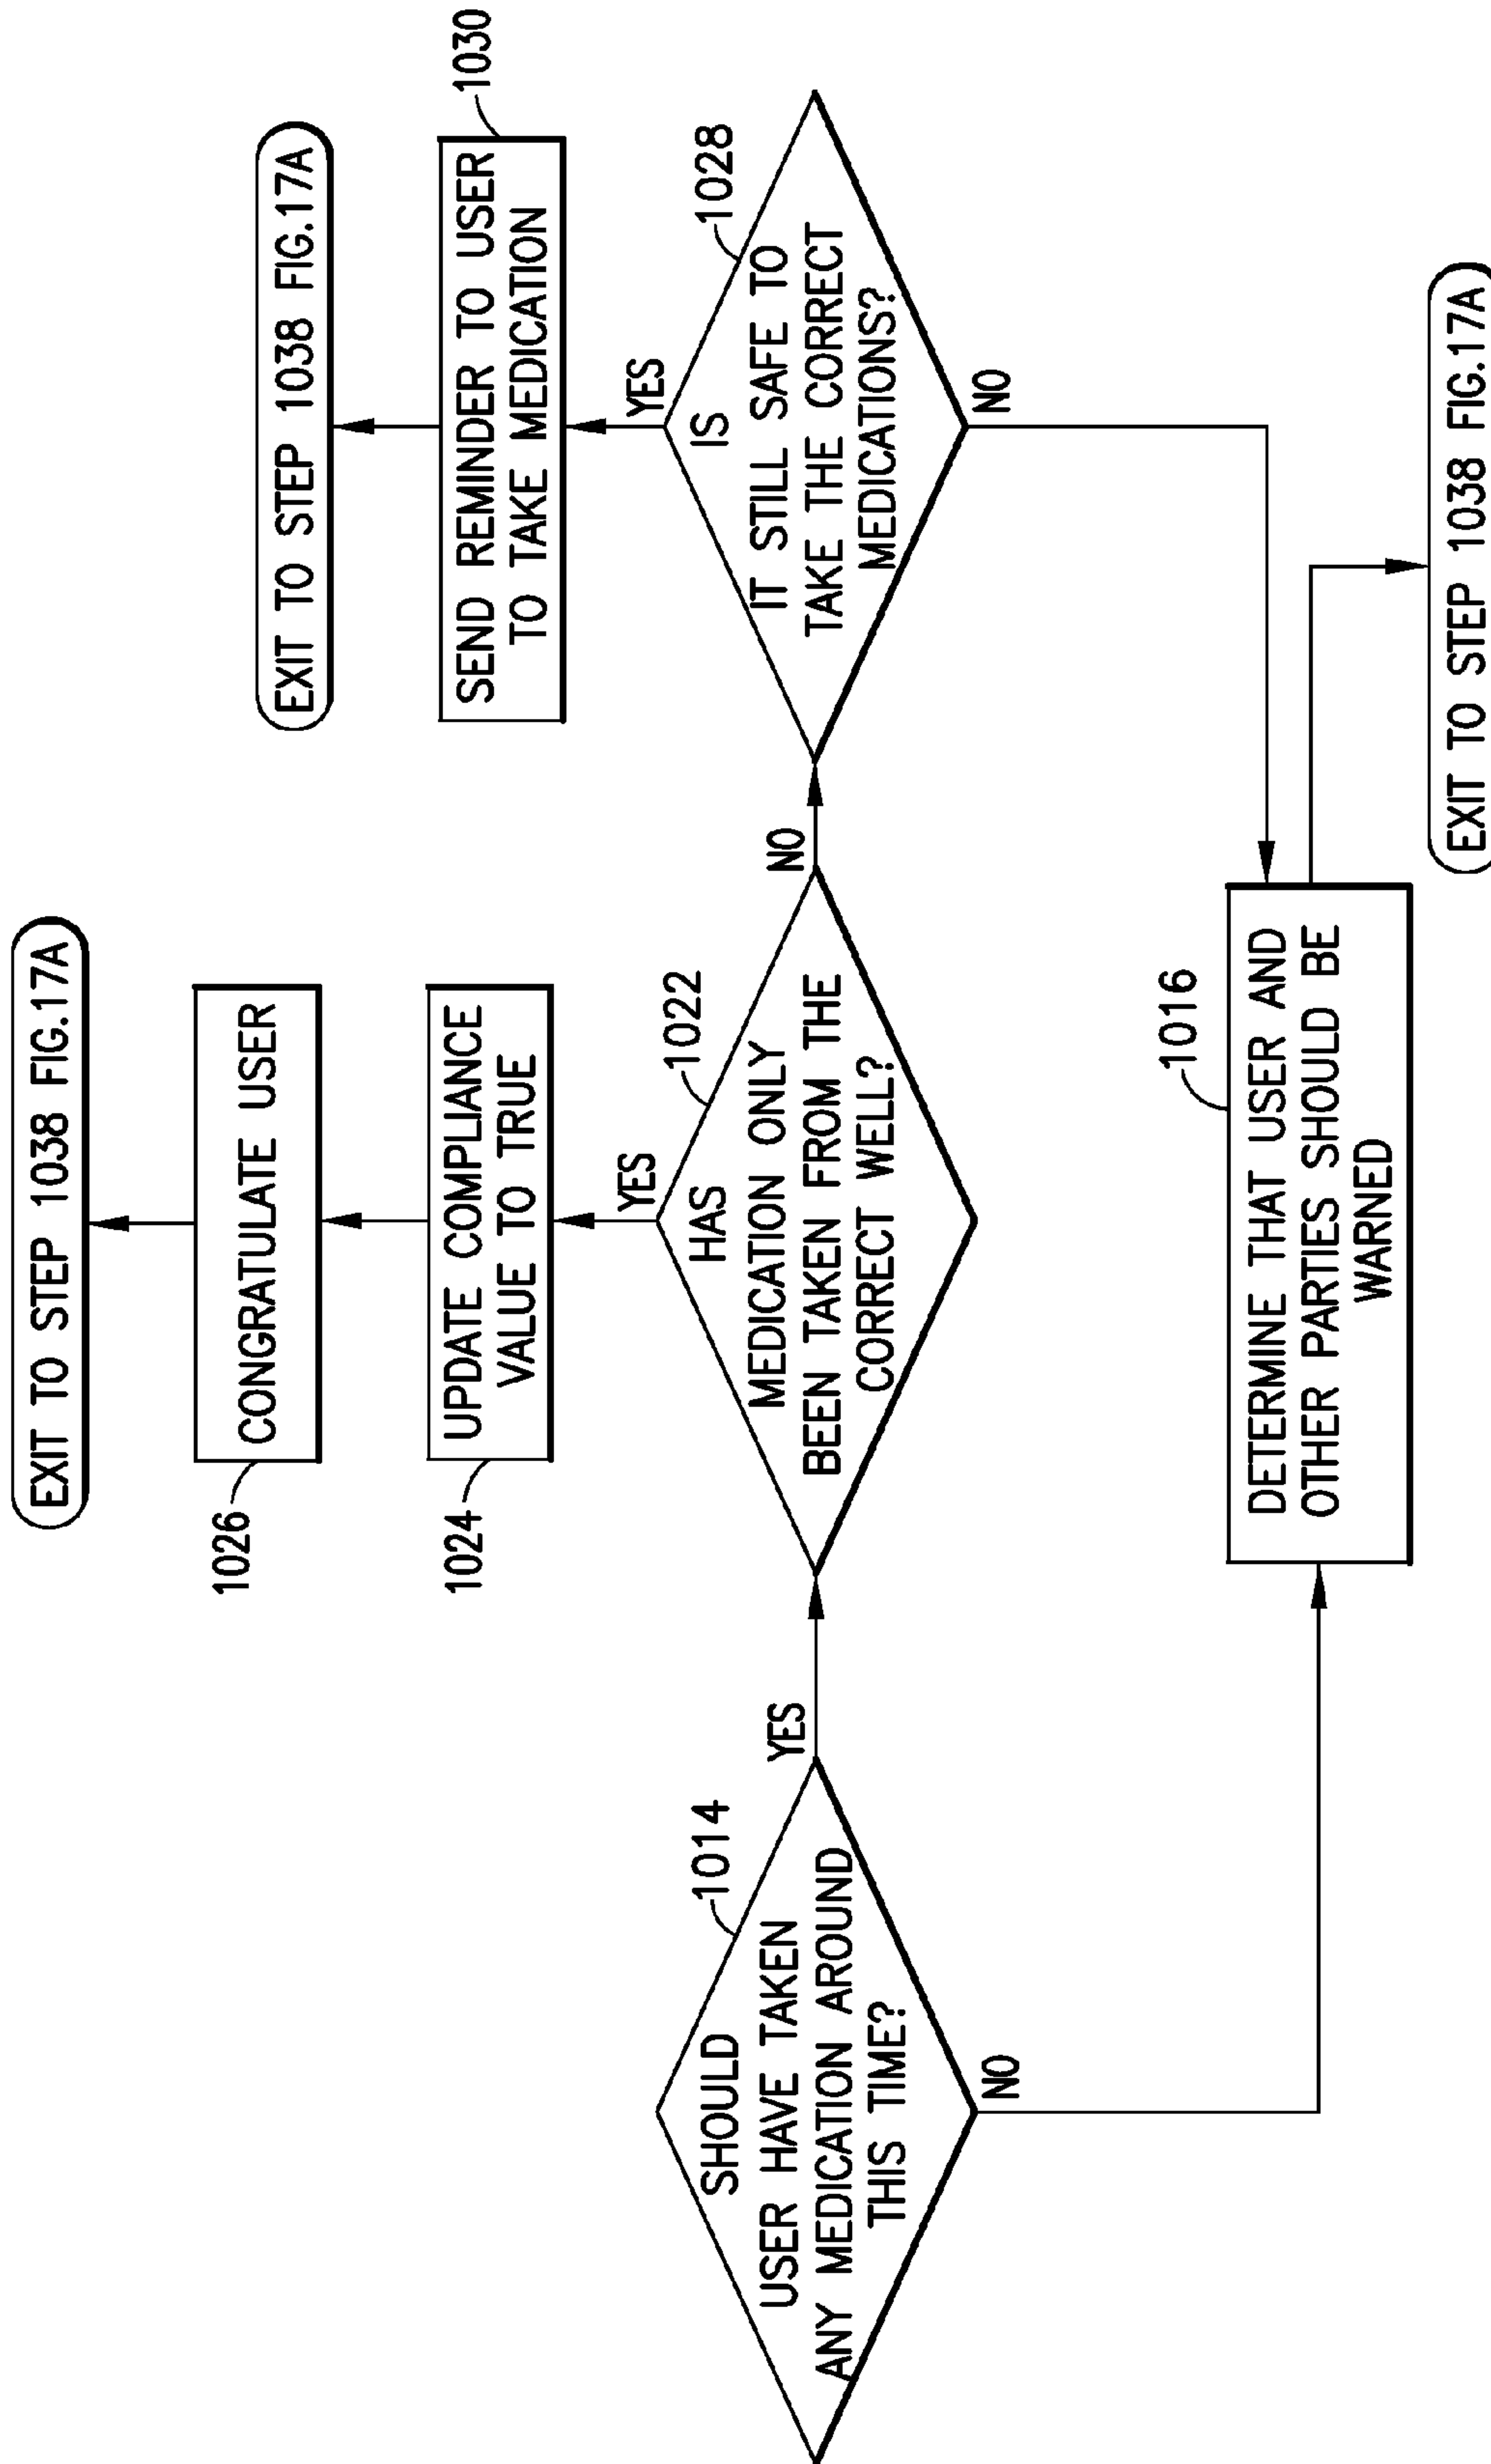 SHOULD
USER HAVE TAKEN
ANY MEDICATION AROUND
THIS TIME?
1014
YES
NO
EXIT TO STEP 1038 FIG.17A
CONGRATULATE USER
1026
UPDATE COMPLIANCE
VALUE TO TRUE
1024
YES
HAS
MEDICATION ONLY
BEEN TAKEN FROM THE
CORRECT WELL?
1022
NO
EXIT TO STEP 1038 FIG.17A
SEND REMINDER TO USER
TO TAKE MEDICATION
1030
YES
IS
IT STILL SAFE TO
TAKE THE CORRECT
MEDICATIONS?
1028
NO
DETERMINE THAT USER AND
OTHER PARTIES SHOULD BE
WARNED
1016
EXIT TO STEP 1038 FIG.17A